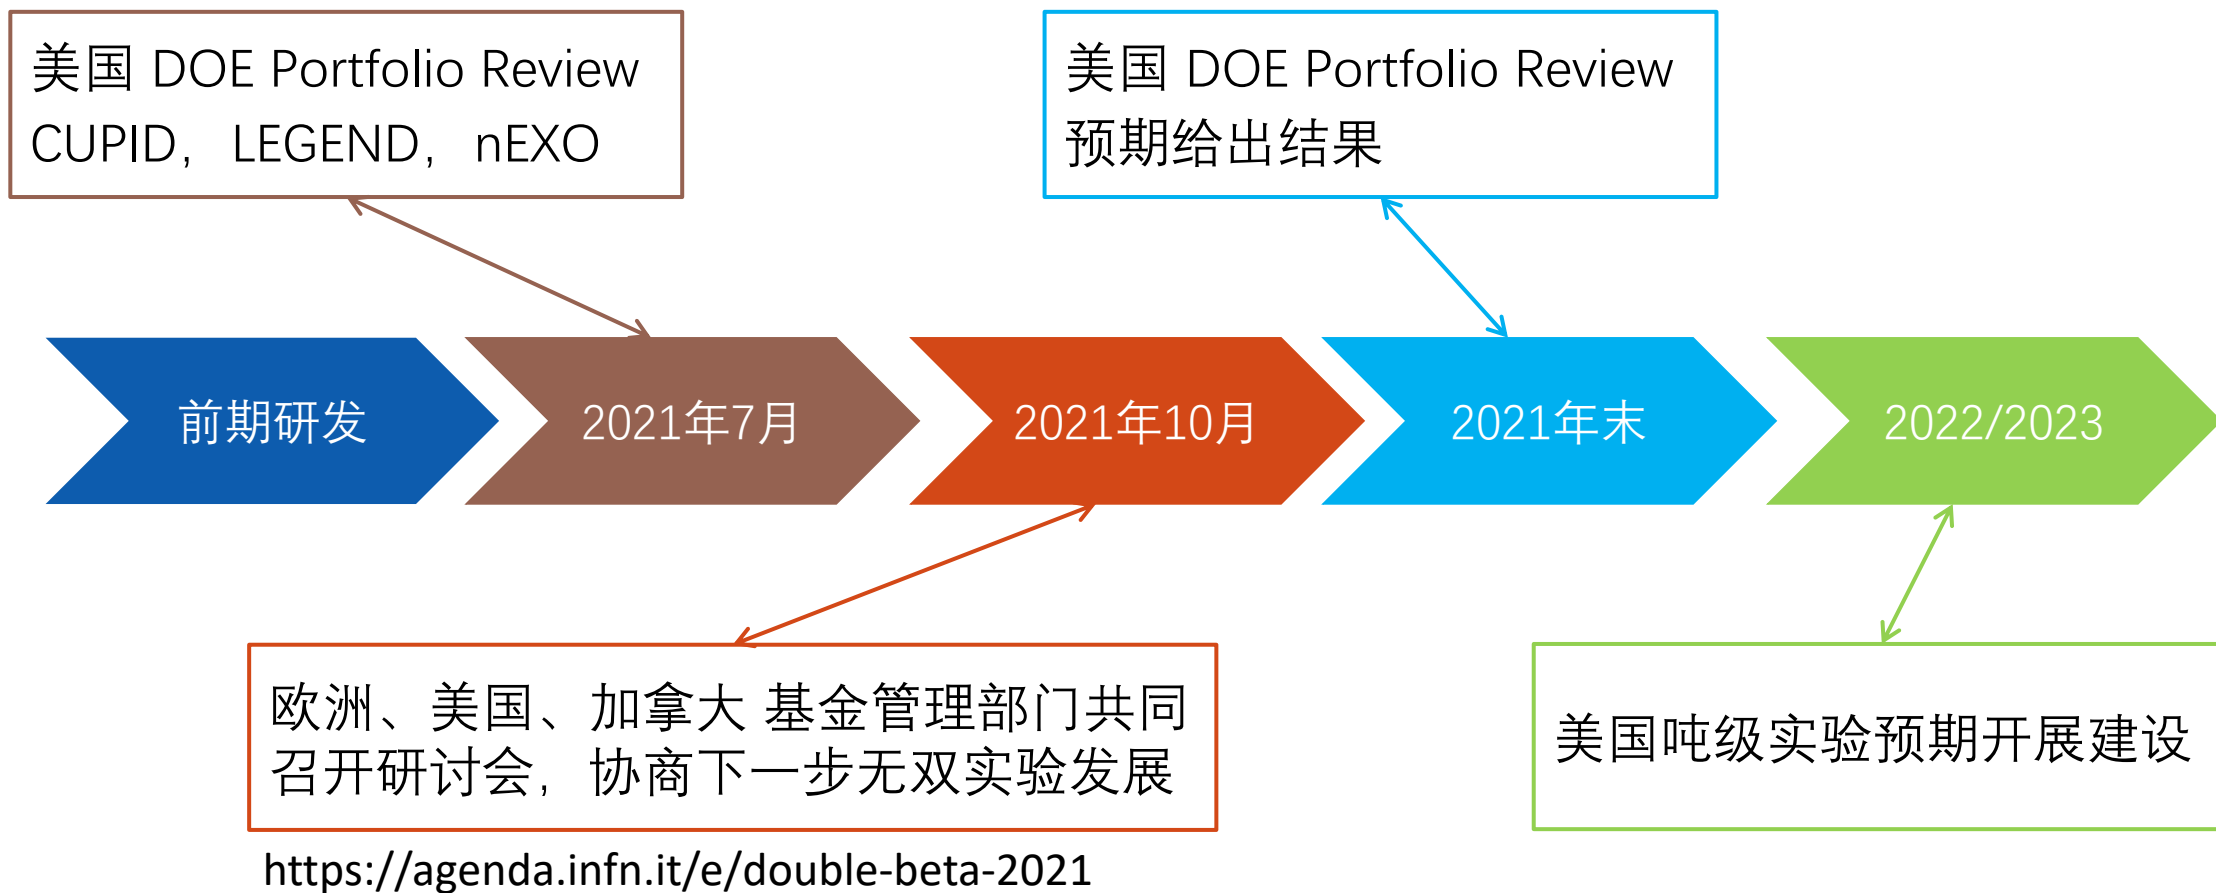 美国 DOE Portfolio Review
CUPID，LEGEND，nEXO
美国 DOE Portfolio Review
预期给出结果
前期研发
2021年7月
2021年10月
2021年末
2022/2023
欧洲、美国、加拿大 基金管理部门共同
召开研讨会，协商下一步无双实验发展
美国吨级实验预期开展建设
https://agenda.infn.it/e/double-beta-2021